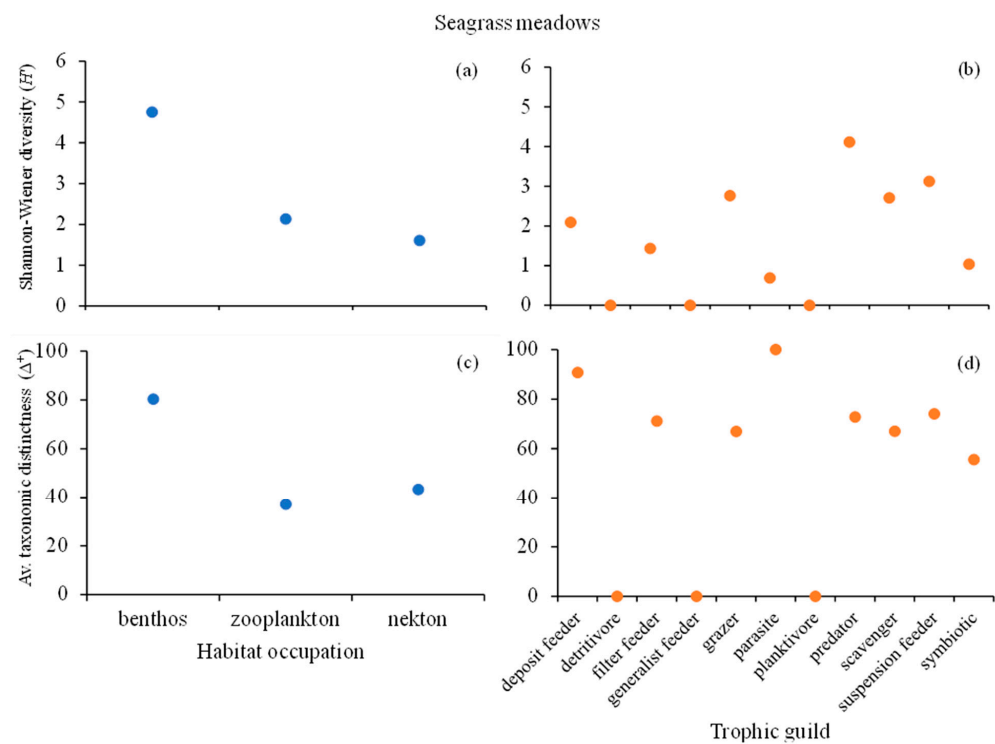 Seagrass meadows
Shannon-Wiener diversity (H')
6
5
4
3
2
1
0
(a)
6
5
4
3
2
1
0
(b)
Av. taxonomic distinctness (Δ⁺)
100
80
60
40
20
0
(c)
benthos
zooplankton
nekton
Habitat occupation
100
80
60
40
20
0
(d)
deposit feeder
detritivore
filter feeder
generalist feeder
grazer
parasite
planktivore
predator
scavenger
suspension feeder
symbiotic
Trophic guild